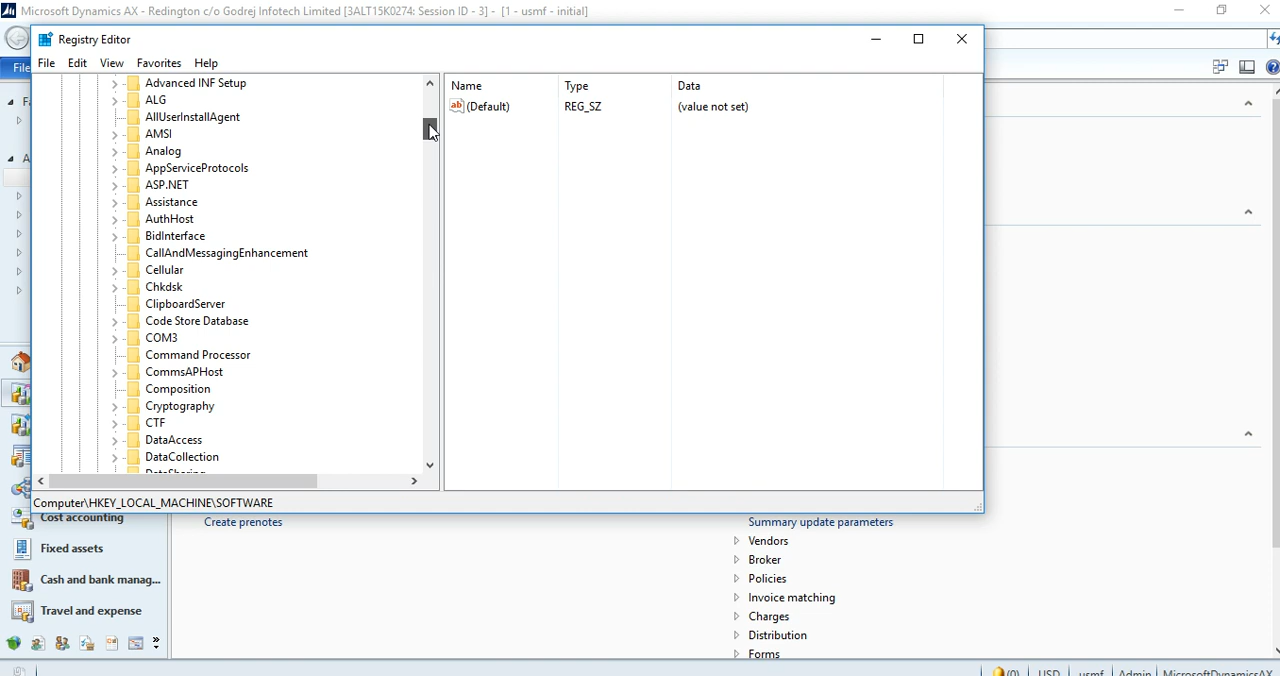 Microsoft Dynamics AX - Redington c/o Godrej Infotech Limited [3ALT15K0274: Session ID - 3] - [1 - usmf - initial]
Registry Editor
File Edit View Favorites Help
File
Advanced INF Setup
ALG
AllUserInstallAgent
AMSI
Analog
AppServiceProtocols
ASP.NET
Assistance
AuthHost
BidInterface
CallAndMessagingEnhancement
Cellular
Chkdsk
ClipboardServer
Code Store Database
COM3
Command Processor
CommsAPHost
Composition
Cryptography
CTF
DataAccess
DataCollection
DataSharing
Name Type Data
ab (Default) REG_SZ (value not set)
Computer\HKEY_LOCAL_MACHINE\SOFTWARE
Cost accounting
Fixed assets
Cash and bank manag...
Travel and expense
Create prenotes
Summary update parameters
Vendors
Broker
Policies
Invoice matching
Charges
Distribution
Forms
(0) USD usmf Admin MicrosoftDynamicsAX